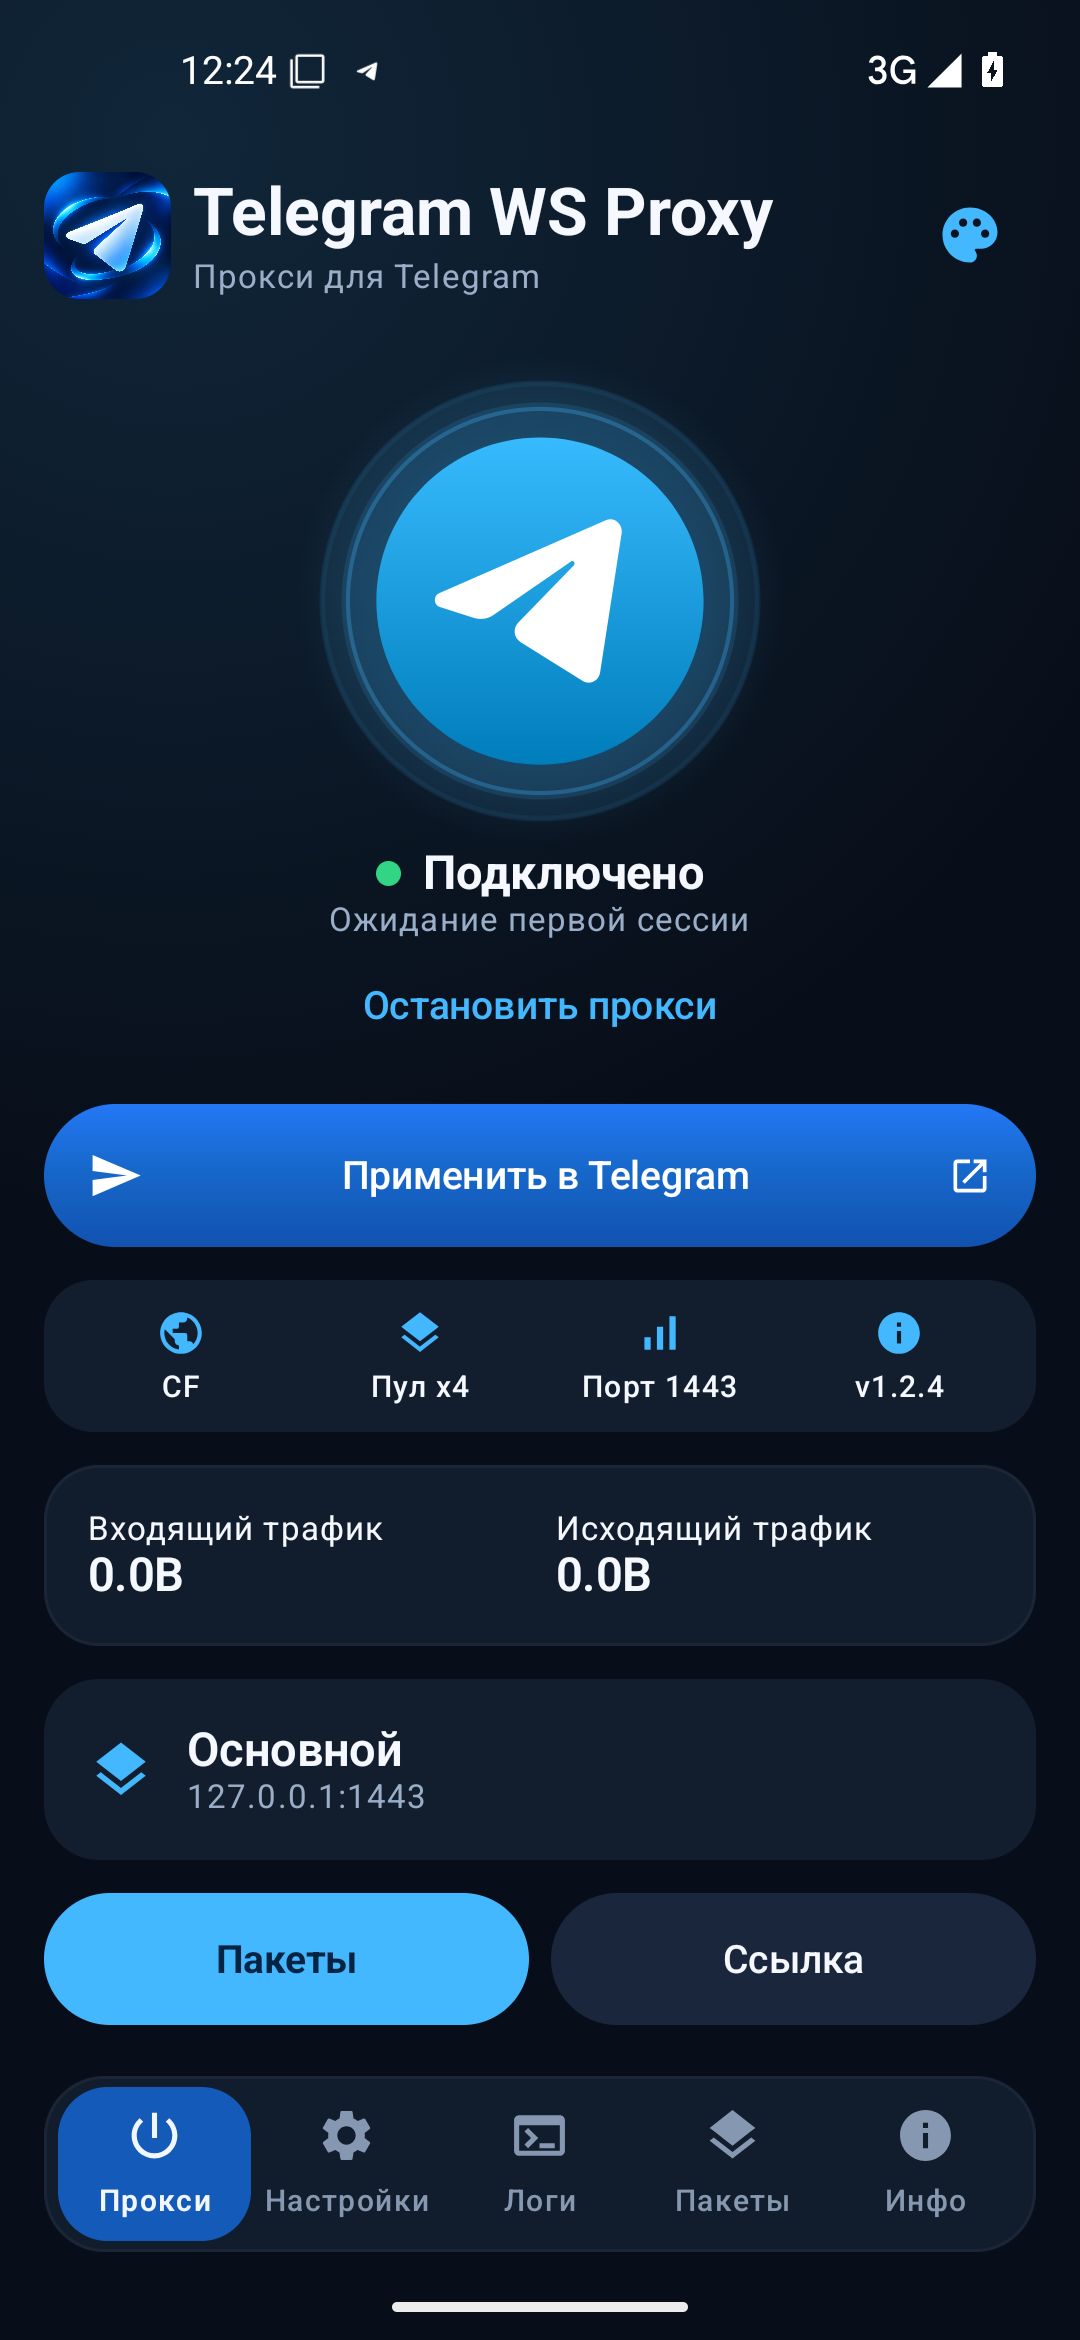 12:24
3G
Telegram WS Proxy
Прокси для Telegram
Подключено
Ожидание первой сессии
Остановить прокси
Применить в Telegram
CF
Пул x4
Порт 1443
v1.2.4
Входящий трафик
0.0B
Исходящий трафик
0.0B
Основной
127.0.0.1:1443
Пакеты
Ссылка
Прокси
Настройки
Логи
Пакеты
Инфо